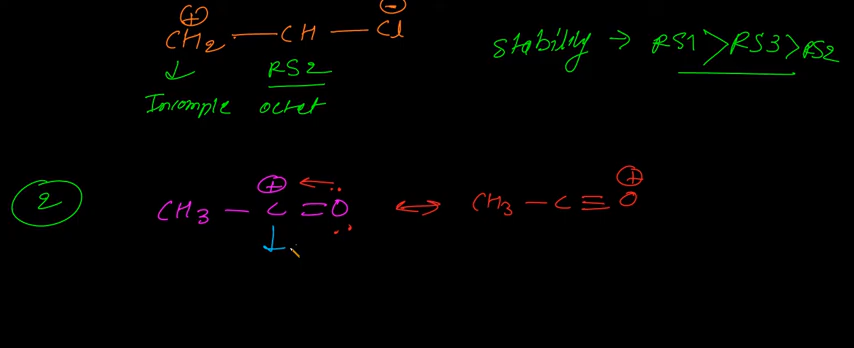 ⊕ ⊖
CH2 — CH — Cl
stability → RS1 > RS3 > RS2
↓ RS2
Incomple octet
2
⊕ ← ⊕
CH3 — C = O ↔ CH3 — C ≡ O